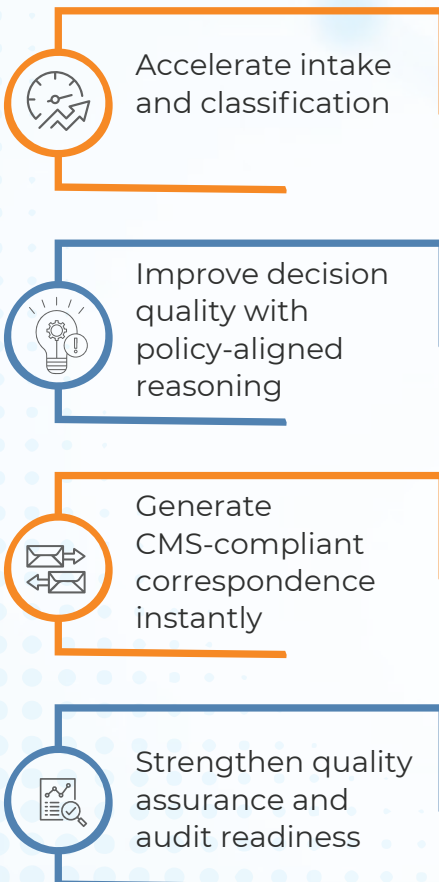 Accelerate intake
and classification
Improve decision
quality with
policy-aligned
reasoning
Generate
CMS-compliant
correspondence
instantly
Strengthen quality
assurance and
audit readiness